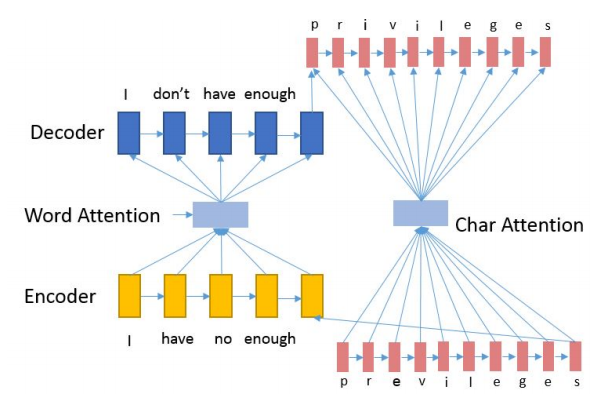 p r i v i l e g e s
I don't have enough
Decoder
Word Attention
Char Attention
Encoder
I have no enough
p r e v i l e g e s